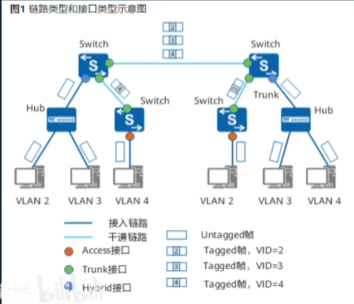 图1 链路类型和接口类型示意图
2
3
4
Switch
Switch
S
S
4
2
Trunk
Hub
Switch
Switch
Hub
S
S
VLAN 2
VLAN 3
VLAN 4
VLAN 2
VLAN 3
VLAN 4
接入链路
干道链路
Access接口
Trunk接口
Hybrid接口
Untagged帧
2 Tagged帧，VID=2
3 Tagged帧，VID=3
4 Tagged帧，VID=4
bilibili